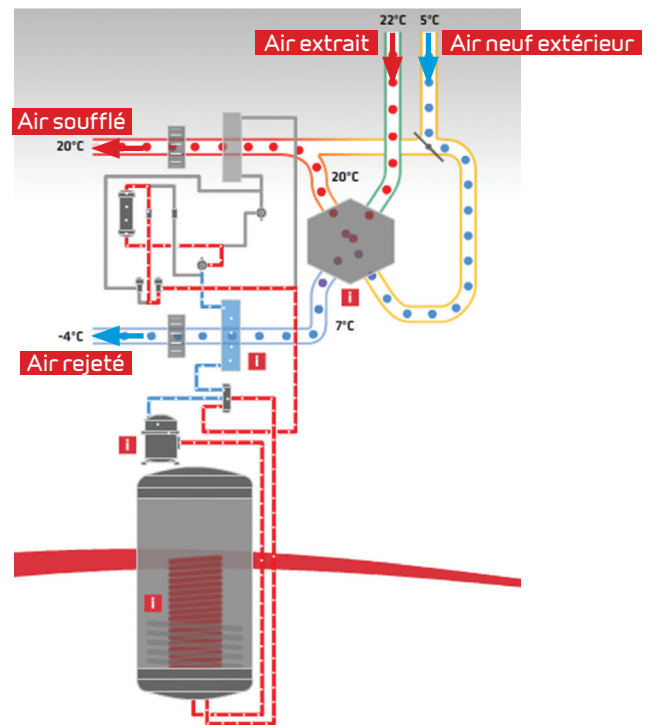 22°C 5°C
Air extrait
Air neuf extérieur
Air soufflé
20°C
20°C
i
7°C
-4°C
i
Air rejeté
i
i